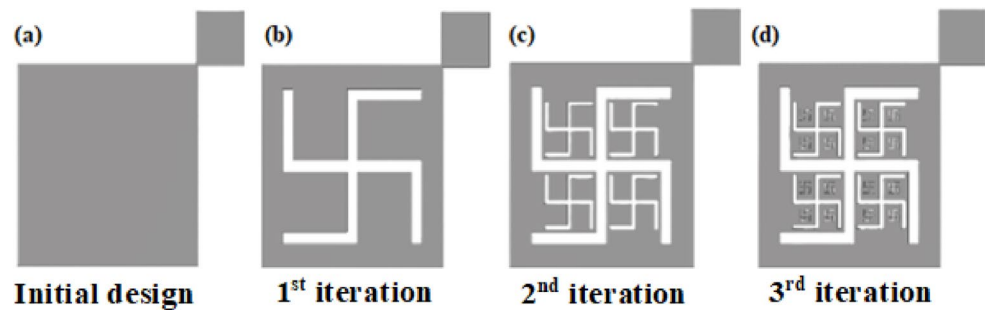 (a) (b) (c) (d)
Initial design 1st iteration 2nd iteration 3rd iteration